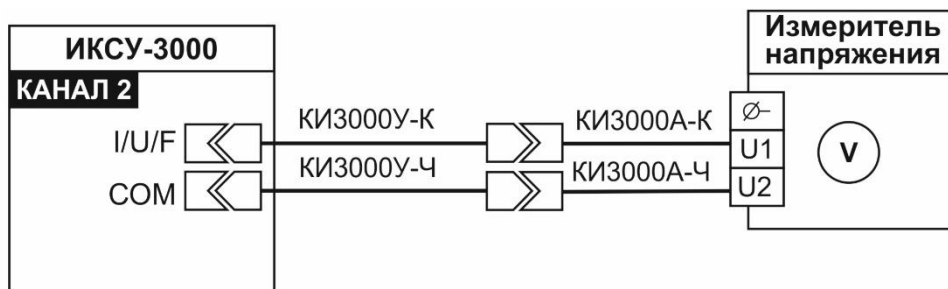 ИКСУ-3000
КАНАЛ 2
I/U/F
COM
КИ3000У-К
КИ3000У-Ч
КИ3000А-К
КИ3000А-Ч
Измеритель
напряжения
U1
U2
V